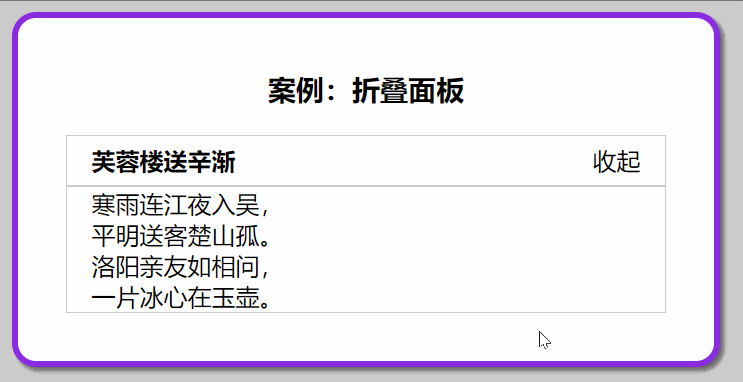 案例：折叠面板
芙蓉楼送辛渐
收起
寒雨连江夜入吴，
平明送客楚山孤。
洛阳亲友如相问，
一片冰心在玉壶。